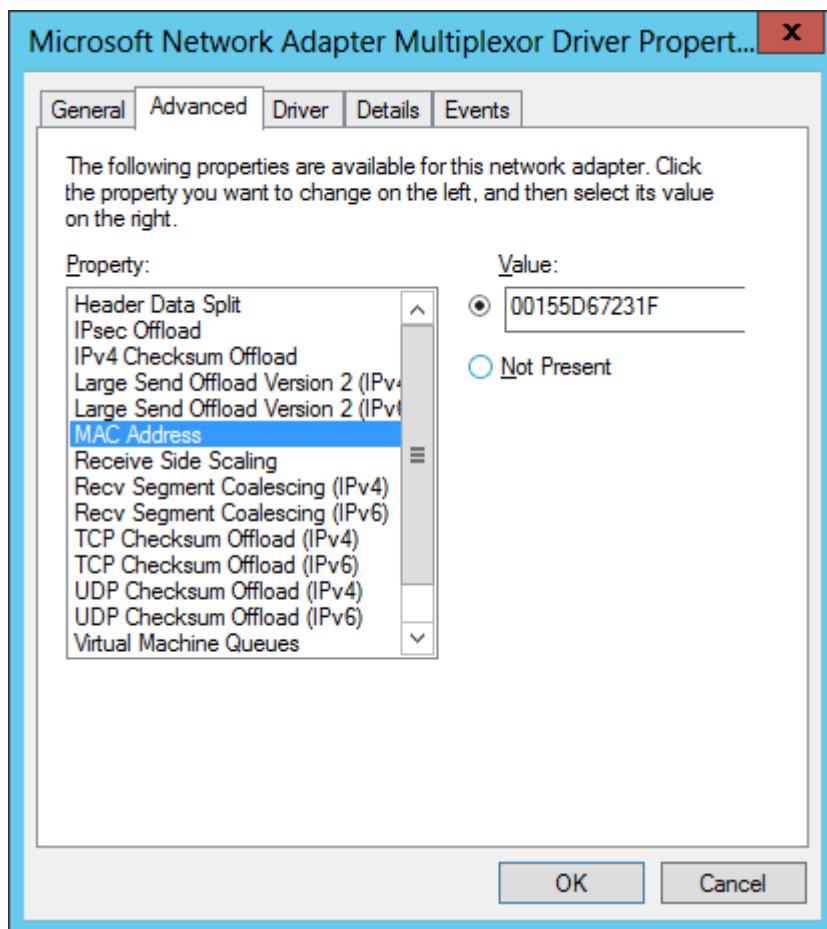 Microsoft Network Adapter Multiplexor Driver Propert...
x
General Advanced Driver Details Events
The following properties are available for this network adapter. Click
the property you want to change on the left, and then select its value
on the right.
Property:
Header Data Split
IPsec Offload
IPv4 Checksum Offload
Large Send Offload Version 2 (IPv4
Large Send Offload Version 2 (IPv6
MAC Address
Receive Side Scaling
Recv Segment Coalescing (IPv4)
Recv Segment Coalescing (IPv6)
TCP Checksum Offload (IPv4)
TCP Checksum Offload (IPv6)
UDP Checksum Offload (IPv4)
UDP Checksum Offload (IPv6)
Virtual Machine Queues
Value:
00155D67231F
Not Present
OK Cancel